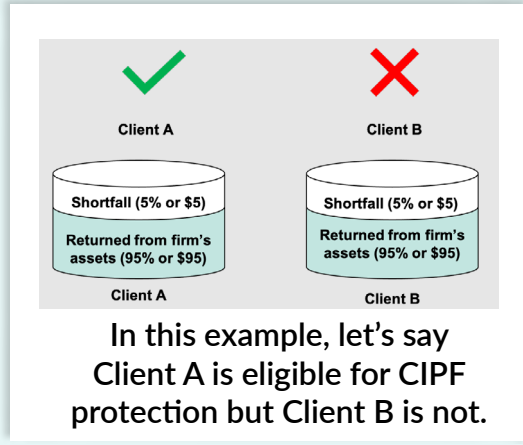 Client A
Client B
Shortfall (5% or $5)
Returned from firm's
assets (95% or $95)
Client A
Shortfall (5% or $5)
Returned from firm's
assets (95% or $95)
Client B
In this example, let's say
Client A is eligible for CIPF
protection but Client B is not.